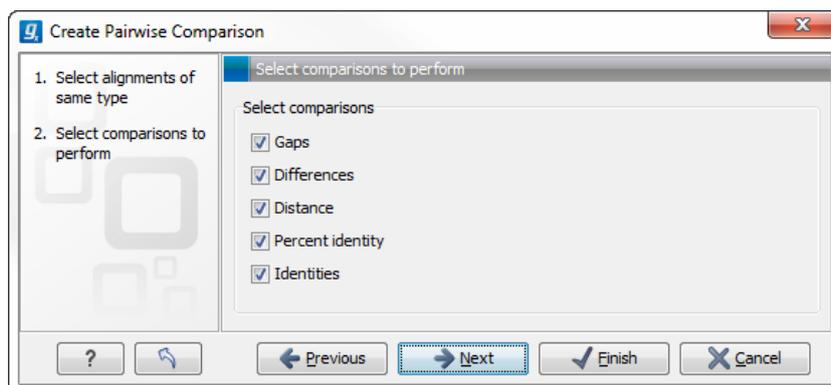 Create Pairwise Comparison
1. Select alignments of
same type
2. Select comparisons to
perform
Select comparisons to perform
Select comparisons
Gaps
Differences
Distance
Percent identity
Identities
?
Previous
Next
Finish
Cancel